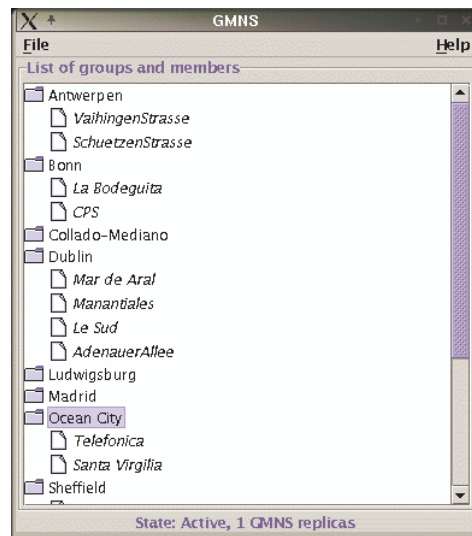 GMNS
File Help
List of groups and members
Antwerpen
VaihingenStrasse
SchuetzenStrasse
Bonn
La Bodeguita
CPS
Collado-Mediano
Dublin
Mar de Aral
Manantiales
Le Sud
AdenauerAllee
Ludwigsburg
Madrid
Ocean City
Telefonica
Santa Virgilia
Sheffield
State: Active, 1 GMNS replicas